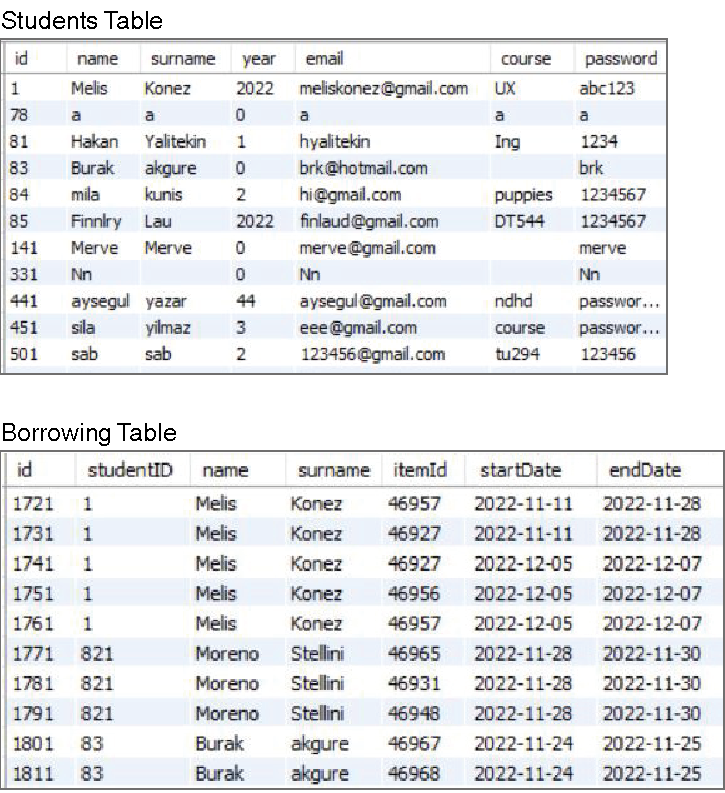 Students Table
id name surname year email course password
1 Melis Konez 2022 meliskonez@gmail.com UX abc123
78 a a 0 a a a
81 Hakan Yalitekin 1 hyalitekin Ing 1234
83 Burak akgure 0 brk@hotmail.com brk
84 mila kunis 2 hi@gmail.com puppies 1234567
85 Finnlry Lau 2022 finlaud@gmail.com DT544 1234567
141 Merve Merve 0 merve@gmail.com merve
331 Nn 0 Nn Nn
441 aysegul yazar 44 aysegul@gmail.com ndhd passwor...
451 sila yilmaz 3 eee@gmail.com course passwor...
501 sab sab 2 123456@gmail.com tu294 123456
Borrowing Table
id studentID name surname itemId startDate endDate
1721 1 Melis Konez 46957 2022-11-11 2022-11-28
1731 1 Melis Konez 46927 2022-11-11 2022-11-28
1741 1 Melis Konez 46927 2022-12-05 2022-12-07
1751 1 Melis Konez 46956 2022-12-05 2022-12-07
1761 1 Melis Konez 46957 2022-12-05 2022-12-07
1771 821 Moreno Stellini 46965 2022-11-28 2022-11-30
1781 821 Moreno Stellini 46931 2022-11-28 2022-11-30
1791 821 Moreno Stellini 46948 2022-11-28 2022-11-30
1801 83 Burak akgure 46967 2022-11-24 2022-11-25
1811 83 Burak akgure 46968 2022-11-24 2022-11-25